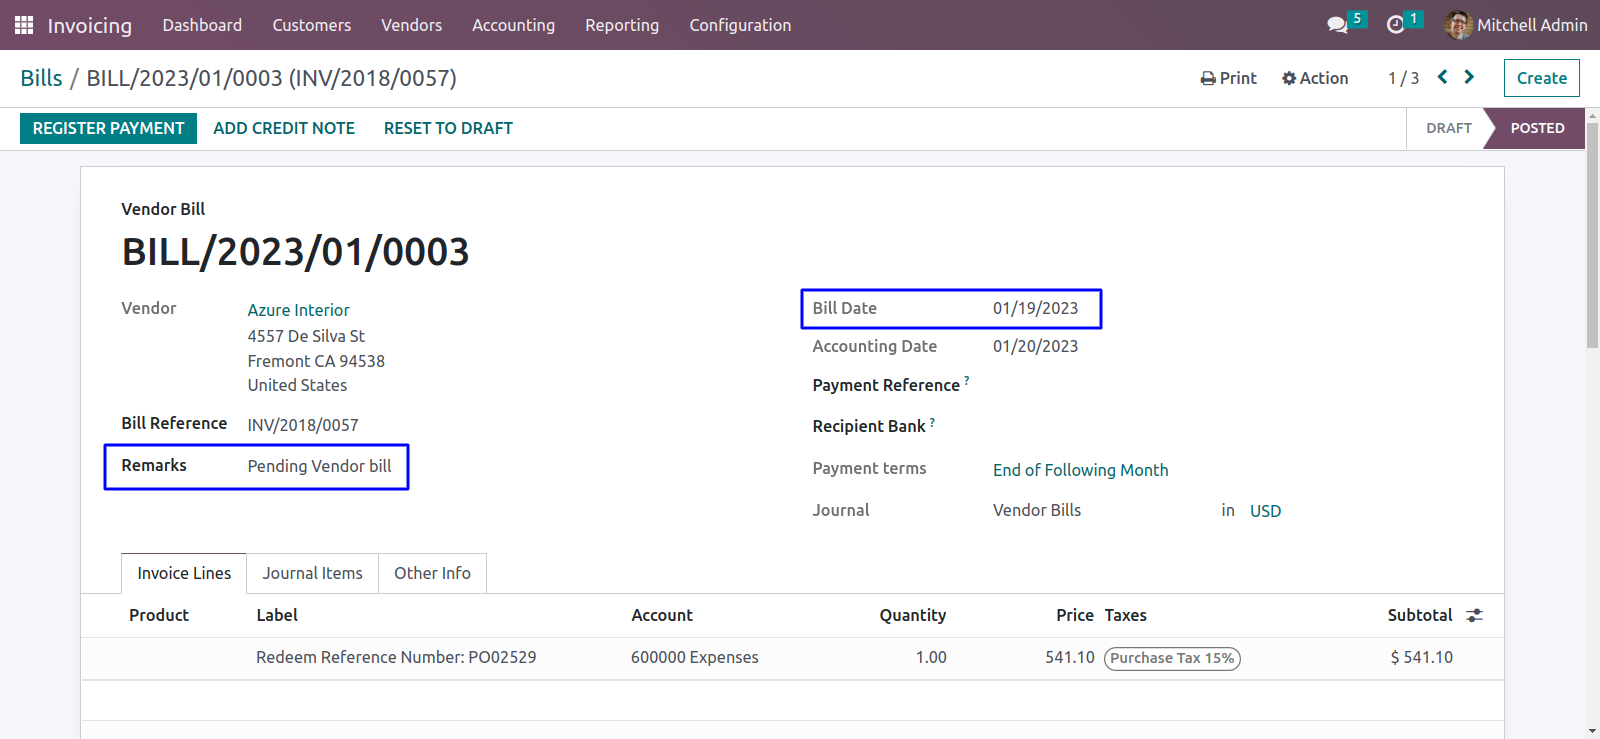 Invoicing Dashboard Customers Vendors Accounting Reporting Configuration 5 1 Mitchell Admin
Bills / BILL/2023/01/0003 (INV/2018/0057) Print Action 1 / 3 Create
REGISTER PAYMENT ADD CREDIT NOTE RESET TO DRAFT DRAFT POSTED
Vendor Bill
BILL/2023/01/0003
Vendor Azure Interior
4557 De Silva St
Fremont CA 94538
United States
Bill Reference INV/2018/0057
Remarks Pending Vendor bill
Bill Date 01/19/2023
Accounting Date 01/20/2023
Payment Reference ?
Recipient Bank ?
Payment terms End of Following Month
Journal Vendor Bills in USD
Invoice Lines Journal Items Other Info
Product Label Account Quantity Price Taxes Subtotal
Redeem Reference Number: PO02529 600000 Expenses 1.00 541.10 Purchase Tax 15% $ 541.10